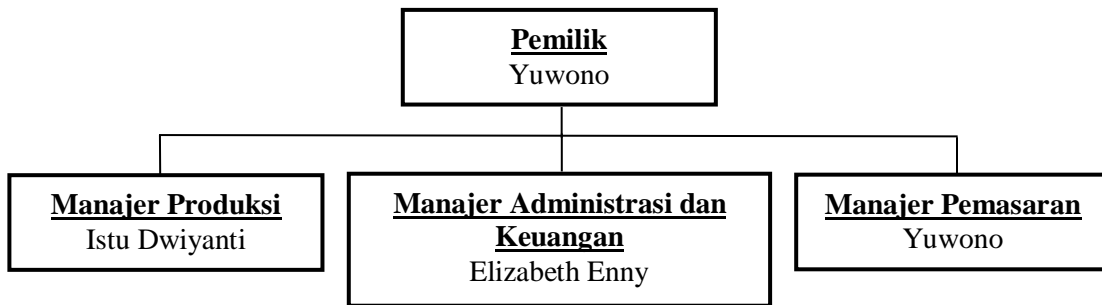 Pemilik
Yuwono
Manajer Produksi
Istu Dwiyanti
Manajer Administrasi dan
Keuangan
Elizabeth Enny
Manajer Pemasaran
Yuwono